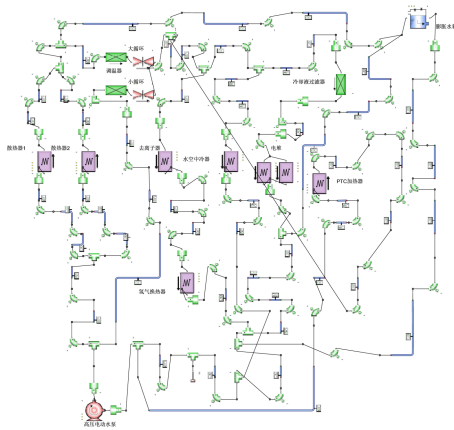 膨胀水箱
大循环
调温器
小循环
冷却液过滤器
散热器1
散热器2
去离子器
水空中冷器
电堆
PTC加热器
氢气换热器
高压电动水泵